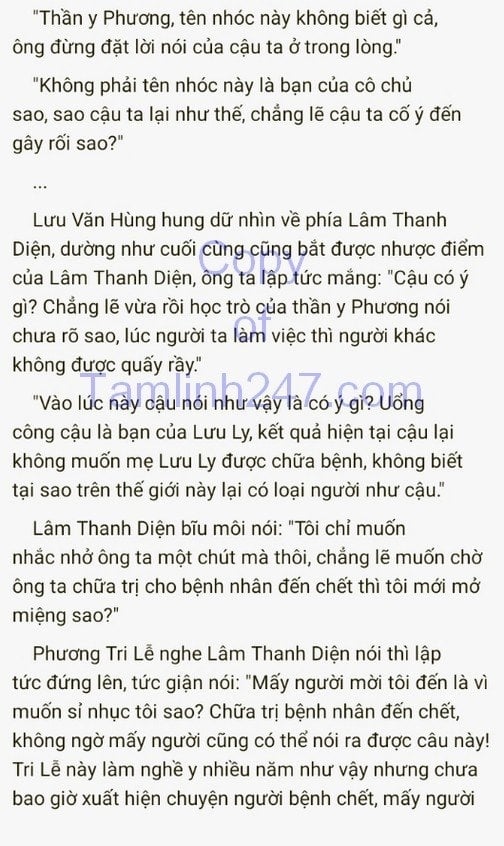 "Thần y Phương, tên nhóc này không biết gì cả,
ông đừng đặt lời nói của cậu ta ở trong lòng."
"Không phải tên nhóc này là bạn của cô chủ
sao, sao cậu ta lại như thế, chẳng lẽ cậu ta cố ý đến
gây rối sao?"
...
Lưu Văn Hùng hung dữ nhìn về phía Lâm Thanh
Diện, dường như cuối cùng cũng bắt được nhược điểm
của Lâm Thanh Diện, ông ta lập tức mắng: "Cậu có ý
gì? Chẳng lẽ vừa rồi học trò của thần y Phương nói
chưa rõ sao, lúc người ta làm việc thì người khác
không được quấy rầy."
"Vào lúc này cậu nói như vậy là có ý gì? Uổng
công cậu là bạn của Lưu Ly, kết quả hiện tại cậu lại
không muốn mẹ Lưu Ly được chữa bệnh, không biết
tại sao trên thế giới này lại có loại người như cậu."
Lâm Thanh Diện bĩu môi nói: "Tôi chỉ muốn
nhắc nhở ông ta một chút mà thôi, chẳng lẽ muốn chờ
ông ta chữa trị cho bệnh nhân đến chết thì tôi mới mở
miệng sao?"
Phương Tri Lễ nghe Lâm Thanh Diện nói thì lập
tức đứng lên, tức giận nói: "Mấy người mời tôi đến là vì
muốn sỉ nhục tôi sao? Chữa trị bệnh nhân đến chết,
không ngờ mấy người cũng có thể nói ra được câu này!
Tri Lễ này làm nghề y nhiều năm như vậy nhưng chưa
bao giờ xuất hiện chuyện người bệnh chết, mấy người
Copy
of
Tamlinh247.com